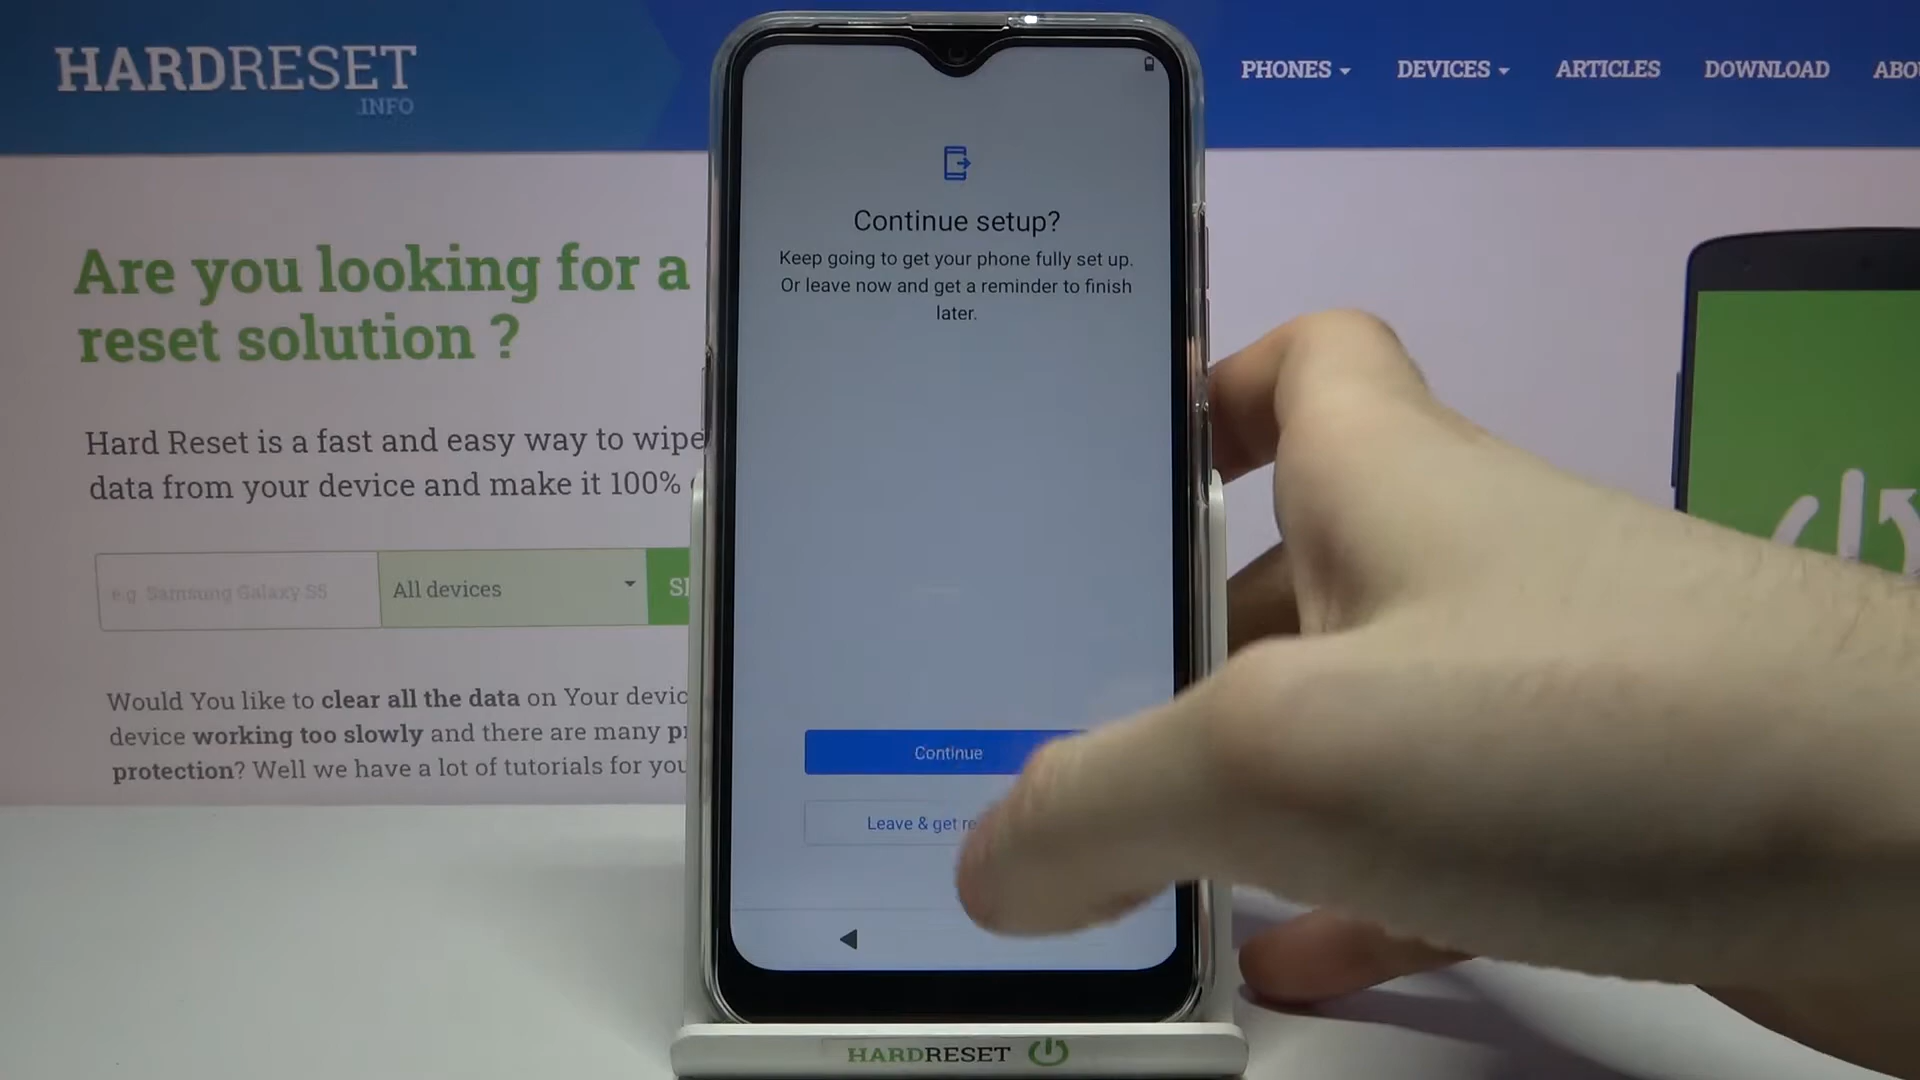 HARDRESET
.INFO
PHONES
DEVICES
ARTICLES
DOWNLOAD
Are you looking for a
reset solution ?
Hard Reset is a fast and easy way to wipe
data from your device and make it 100%
e.g. Samsung Galaxy S5
All devices
Would You like to clear all the data on Your
device working too slowly and there are many
protection? Well we have a lot of tutorials for you
Continue setup?
Keep going to get your phone fully set up.
Or leave now and get a reminder to finish
later.
Continue
Leave & get
HARDRESET